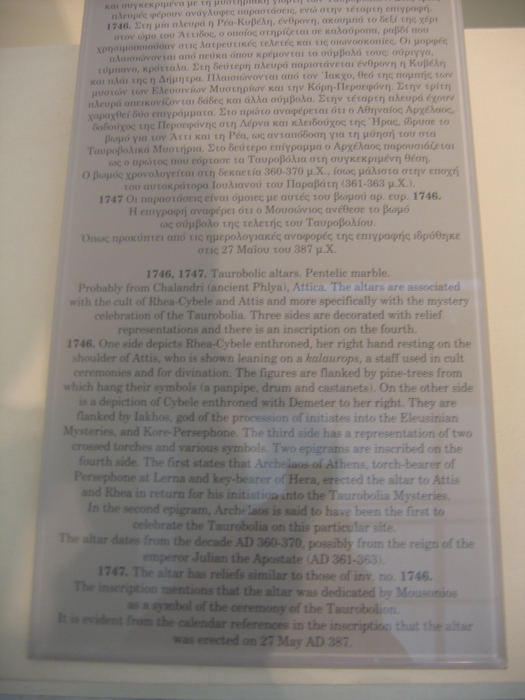 και συγκεκριμένα με τη μυστηριακή γιορτή των
πλευρές φέρουν ανάγλυφες παραστάσεις, ενώ στην τέταρτη επιγραφή.
1746. Στη μία πλευρά η Ρέα-Κυβέλη, ένθρονη, ακουμπά το δεξί της χέρι
στον ώμο του Άττιδος, ο οποίος στηρίζεται σε καλαύροπα, ραβδί που
χρησιμοποιούσαν στις λατρευτικές τελετές και τις οιωνοσκοπίες. Οι μορφές
πλαισιώνονται από πεύκα όπου κρέμονται τα σύμβολά τους: σύριγγα,
τύμπανο, κρόταλα. Στη δεύτερη πλευρά παριστάνεται ένθρονη η Κυβέλη
και πλάι της η Δήμητρα. Πλαισιώνονται από τον Ίακχο, θεό της πομπής των
μυστών των Ελευσινίων Μυστηρίων και την Κόρη-Περσεφόνη. Στην τρίτη
πλευρά απεικονίζονται δάδες και άλλα σύμβολα. Στην τέταρτη πλευρά έχουν
χαραχθεί δύο επιγράμματα. Στο πρώτο αναφέρεται ότι ο Αθηναίος Αρχέλαος,
δαδούχος της Περσεφόνης στη Λέρνα και κλειδούχος της Ήρας, ίδρυσε το
βωμό για τον Άττι και τη Ρέα, ως ανταπόδοση για τη μύησή του στα
Ταυροβολικά Μυστήρια. Στο δεύτερο επίγραμμα ο Αρχέλαος παρουσιάζεται
ως ο πρώτος που εόρτασε τα Ταυροβόλια στη συγκεκριμένη θέση.
Ο βωμός χρονολογείται στη δεκαετία 360-370 μ.Χ., ίσως μάλιστα στην εποχή
του αυτοκράτορα Ιουλιανού του Παραβάτη (361-363 μ.Χ.).
1747 Οι παραστάσεις είναι όμοιες με αυτές του βωμού αρ. ευρ. 1746.
Η επιγραφή αναφέρει ότι ο Μουσώνιος ανέθεσε το βωμό
ως σύμβολο της τελετής του Ταυροβολίου.
Όπως προκύπτει από τις ημερολογιακές αναφορές της επιγραφής ιδρύθηκε
στις 27 Μαΐου του 387 μ.Χ.
1746, 1747. Taurobolic altars. Pentelic marble.
Probably from Chalandri (ancient Phlya), Attica. The altars are associated
with the cult of Rhea-Cybele and Attis and more specifically with the mystery
celebration of the Taurobolia. Three sides are decorated with relief
representations and there is an inscription on the fourth.
1746. One side depicts Rhea-Cybele enthroned, her right hand resting on the
shoulder of Attis, who is shown leaning on a kalaurops, a staff used in cult
ceremonies and for divination. The figures are flanked by pine-trees from
which hang their symbols (a panpipe, drum and castanets). On the other side
is a depiction of Cybele enthroned with Demeter to her right. They are
flanked by Iakhos, god of the procession of initiates into the Eleusinian
Mysteries, and Kore-Persephone. The third side has a representation of two
crossed torches and various symbols. Two epigrams are inscribed on the
fourth side. The first states that Archelaos of Athens, torch-bearer of
Persephone at Lerna and key-bearer of Hera, erected the altar to Attis
and Rhea in return for his initiation into the Taurobolia Mysteries.
In the second epigram, Archelaos is said to have been the first to
celebrate the Taurobolia on this particular site.
The altar dates from the decade AD 360-370, possibly from the reign of the
emperor Julian the Apostate (AD 361-363).
1747. The altar has reliefs similar to those of inv. no. 1746.
The inscription mentions that the altar was dedicated by Mousonios
as a symbol of the ceremony of the Taurobolion.
It is evident from the calendar references in the inscription that the altar
was erected on 27 May AD 387.